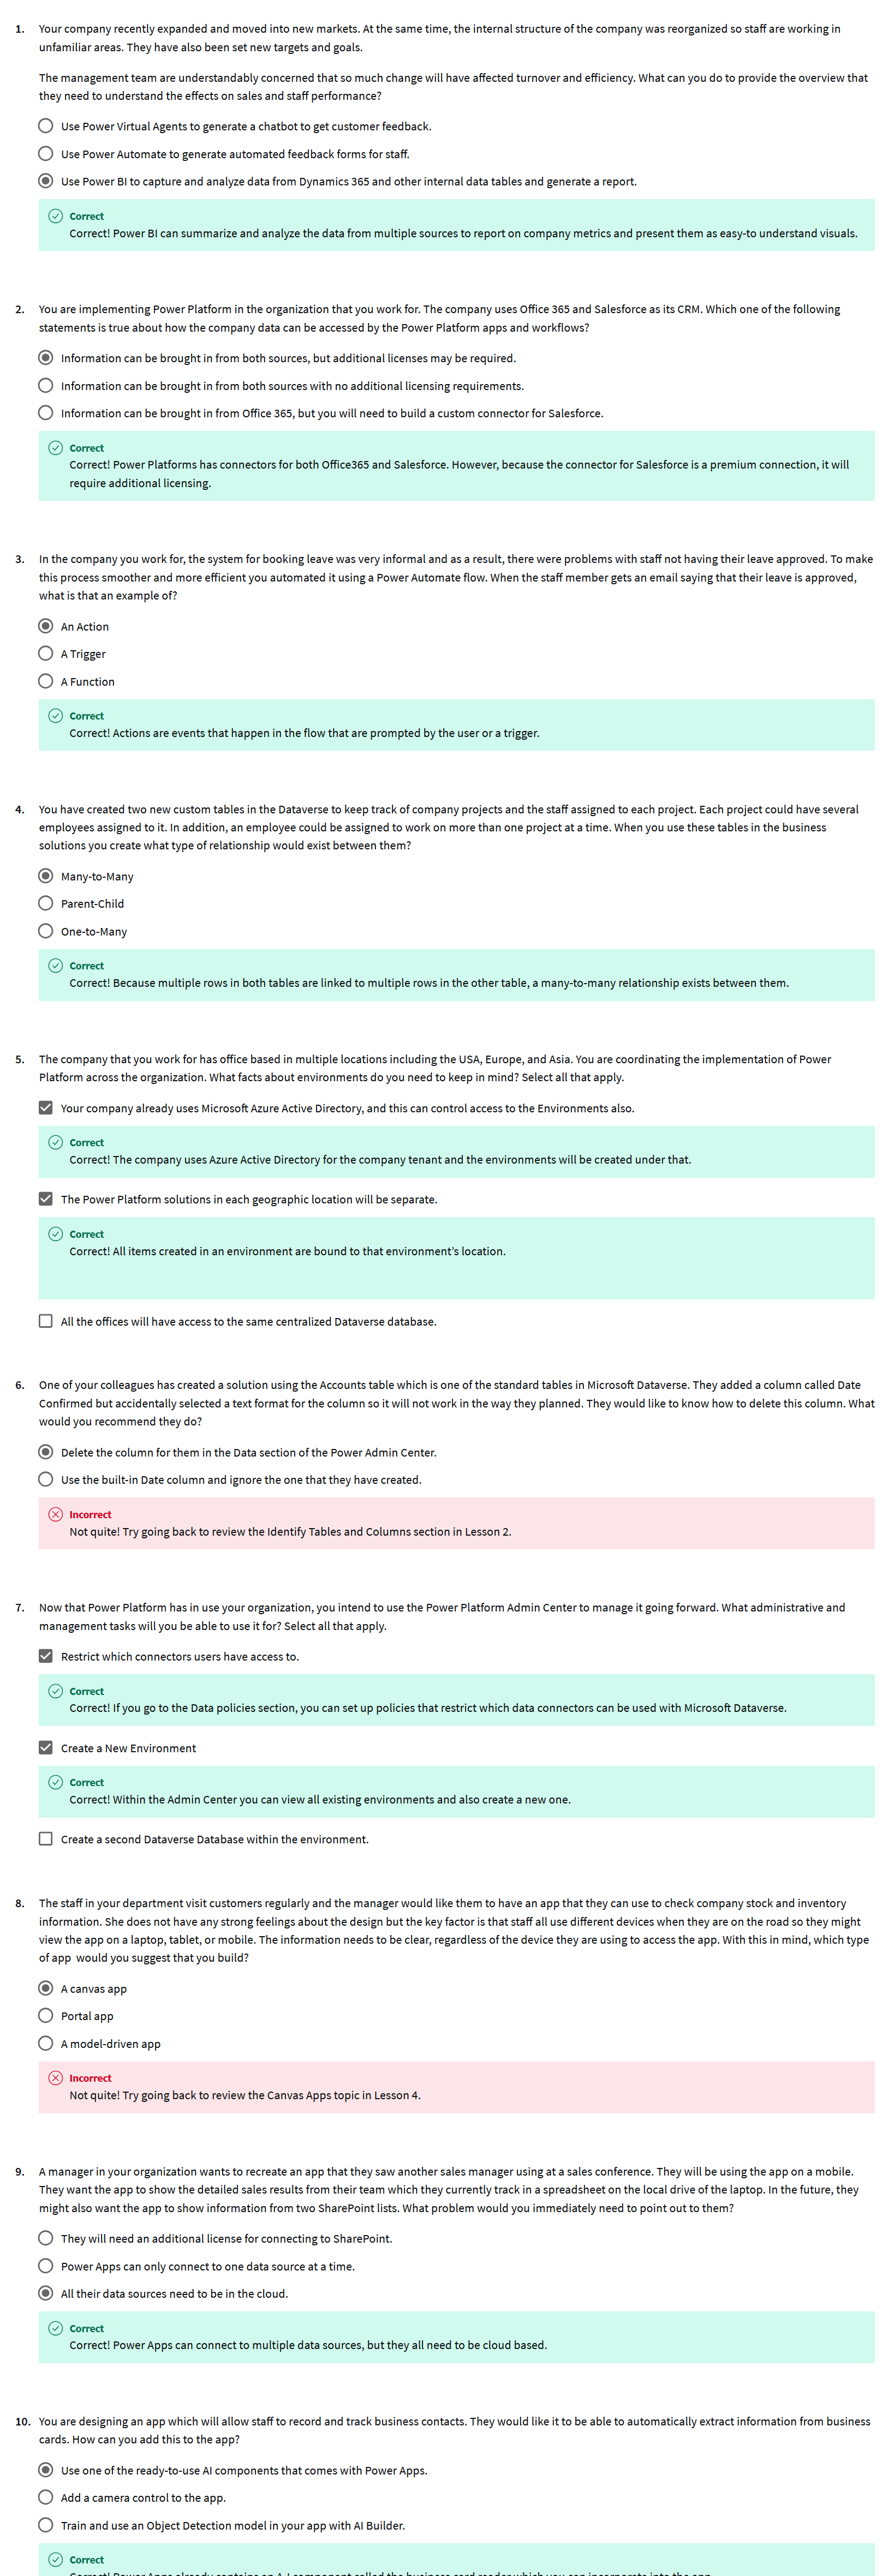 1. Your company recently expanded and moved into new markets. At the same time, the internal structure of the company was reorganized so staff are working in
unfamiliar areas. They have also been set new targets and goals.
The management team are understandably concerned that so much change will have affected turnover and efficiency. What can you do to provide the overview that
they need to understand the effects on sales and staff performance?
Use Power Virtual Agents to generate a chatbot to get customer feedback.
Use Power Automate to generate automated feedback forms for staff.
Use Power BI to capture and analyze data from Dynamics 365 and other internal data tables and generate a report.
Correct
Correct! Power BI can summarize and analyze the data from multiple sources to report on company metrics and present them as easy-to understand visuals.
2. You are implementing Power Platform in the organization that you work for. The company uses Office 365 and Salesforce as its CRM. Which one of the following
statements is true about how the company data can be accessed by the Power Platform apps and workflows?
Information can be brought in from both sources, but additional licenses may be required.
Information can be brought in from both sources with no additional licensing requirements.
Information can be brought in from Office 365, but you will need to build a custom connector for Salesforce.
Correct
Correct! Power Platforms has connectors for both Office365 and Salesforce. However, because the connector for Salesforce is a premium connection, it will
require additional licensing.
3. In the company you work for, the system for booking leave was very informal and as a result, there were problems with staff not having their leave approved. To make
this process smoother and more efficient you automated it using a Power Automate flow. When the staff member gets an email saying that their leave is approved,
what is that an example of?
An Action
A Trigger
A Function
Correct
Correct! Actions are events that happen in the flow that are prompted by the user or a trigger.
4. You have created two new custom tables in the Dataverse to keep track of company projects and the staff assigned to each project. Each project could have several
employees assigned to it. In addition, an employee could be assigned to work on more than one project at a time. When you use these tables in the business
solutions you create what type of relationship would exist between them?
Many-to-Many
Parent-Child
One-to-Many
Correct
Correct! Because multiple rows in both tables are linked to multiple rows in the other table, a many-to-many relationship exists between them.
5. The company that you work for has office based in multiple locations including the USA, Europe, and Asia. You are coordinating the implementation of Power
Platform across the organization. What facts about environments do you need to keep in mind? Select all that apply.
Your company already uses Microsoft Azure Active Directory, and this can control access to the Environments also.
Correct
Correct! The company uses Azure Active Directory for the company tenant and the environments will be created under that.
The Power Platform solutions in each geographic location will be separate.
Correct
Correct! All items created in an environment are bound to that environment's location.
All the offices will have access to the same centralized Dataverse database.
6. One of your colleagues has created a solution using the Accounts table which is one of the standard tables in Microsoft Dataverse. They added a column called Date
Confirmed but accidentally selected a text format for the column so it will not work in the way they planned. They would like to know how to delete this column. What
would you recommend they do?
Delete the column for them in the Data section of the Power Admin Center.
Use the built-in Date column and ignore the one that they have created.
Incorrect
Not quite! Try going back to review the Identify Tables and Columns section in Lesson 2.
7. Now that Power Platform has in use your organization, you intend to use the Power Platform Admin Center to manage it going forward. What administrative and
management tasks will you be able to use it for? Select all that apply.
Restrict which connectors users have access to.
Correct
Correct! If you go to the Data policies section, you can set up policies that restrict which data connectors can be used with Microsoft Dataverse.
Create a New Environment
Correct
Correct! Within the Admin Center you can view all existing environments and also create a new one.
Create a second Dataverse Database within the environment.
8. The staff in your department visit customers regularly and the manager would like them to have an app that they can use to check company stock and inventory
information. She does not have any strong feelings about the design but the key factor is that staff all use different devices when they are on the road so they might
view the app on a laptop, tablet, or mobile. The information needs to be clear, regardless of the device they are using to access the app. With this in mind, which type
of app would you suggest that you build?
A canvas app
Portal app
A model-driven app
Incorrect
Not quite! Try going back to review the Canvas Apps topic in Lesson 4.
9. A manager in your organization wants to recreate an app that they saw another sales manager using at a sales conference. They will be using the app on a mobile.
They want the app to show the detailed sales results from their team which they currently track in a spreadsheet on the local drive of the laptop. In the future, they
might also want the app to show information from two SharePoint lists. What problem would you immediately need to point out to them?
They will need an additional license for connecting to SharePoint.
Power Apps can only connect to one data source at a time.
All their data sources need to be in the cloud.
Correct
Correct! Power Apps can connect to multiple data sources, but they all need to be cloud based.
10. You are designing an app which will allow staff to record and track business contacts. They would like it to be able to automatically extract information from business
cards. How can you add this to the app?
Use one of the ready-to-use AI components that comes with Power Apps.
Add a camera control to the app.
Train and use an Object Detection model in your app with AI Builder.
Correct